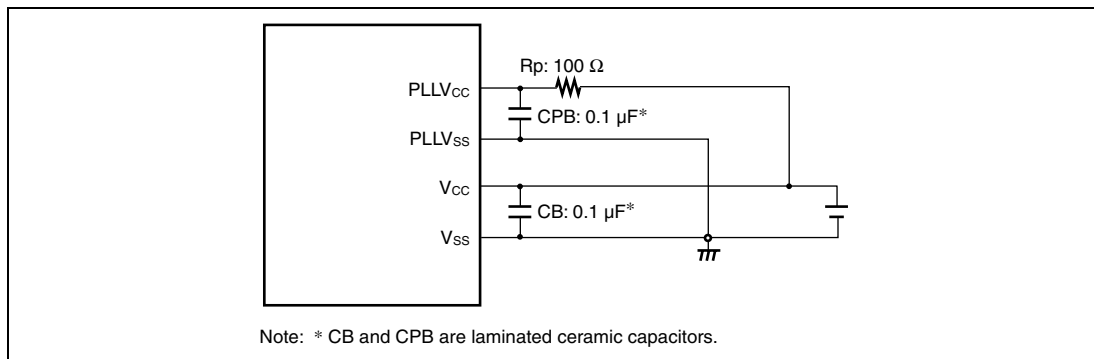 Rp: 100 Ω
PLLVCC
CPB: 0.1 µF*
PLLVSS
VCC
CB: 0.1 µF*
VSS
Note: * CB and CPB are laminated ceramic capacitors.